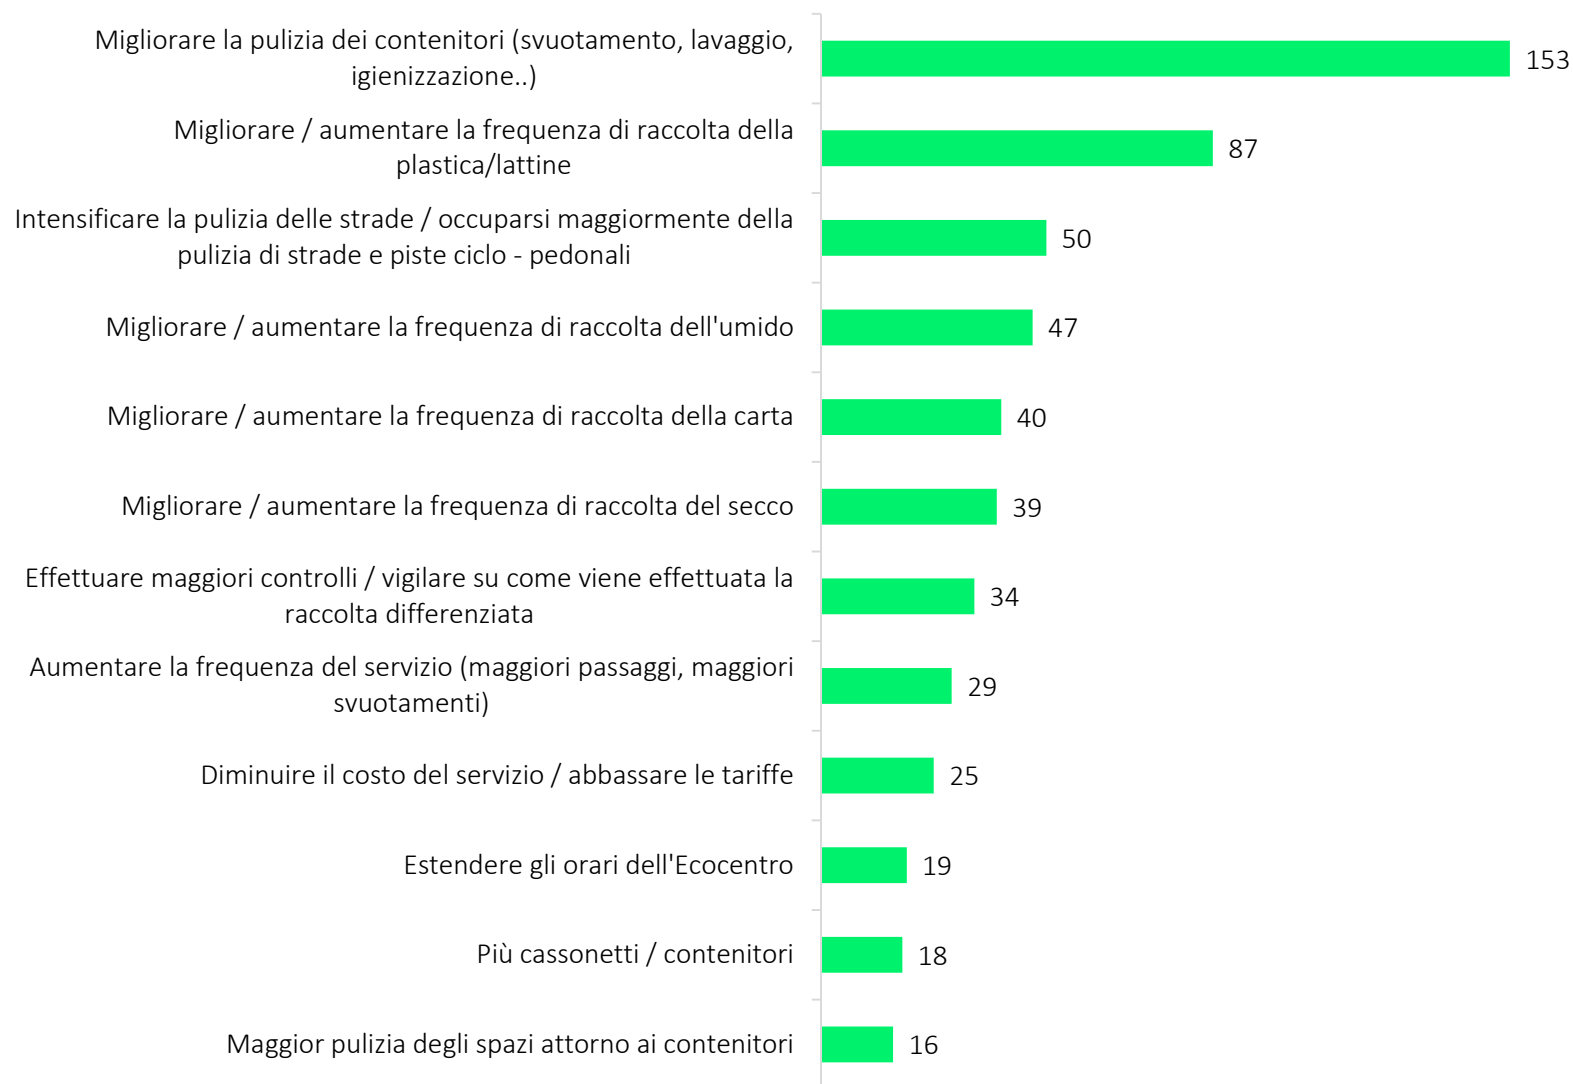 Migliorare la pulizia dei contenitori (svuotamento, lavaggio,
igienizzazione..)
153
Migliorare / aumentare la frequenza di raccolta della
plastica/lattine
87
Intensificare la pulizia delle strade / occuparsi maggiormente della
pulizia di strade e piste ciclo - pedonali
50
Migliorare / aumentare la frequenza di raccolta dell'umido
47
Migliorare / aumentare la frequenza di raccolta della carta
40
Migliorare / aumentare la frequenza di raccolta del secco
39
Effettuare maggiori controlli / vigilare su come viene effettuata la
raccolta differenziata
34
Aumentare la frequenza del servizio (maggiori passaggi, maggiori
svuotamenti)
29
Diminuire il costo del servizio / abbassare le tariffe
25
Estendere gli orari dell'Ecocentro
19
Più cassonetti / contenitori
18
Maggior pulizia degli spazi attorno ai contenitori
16